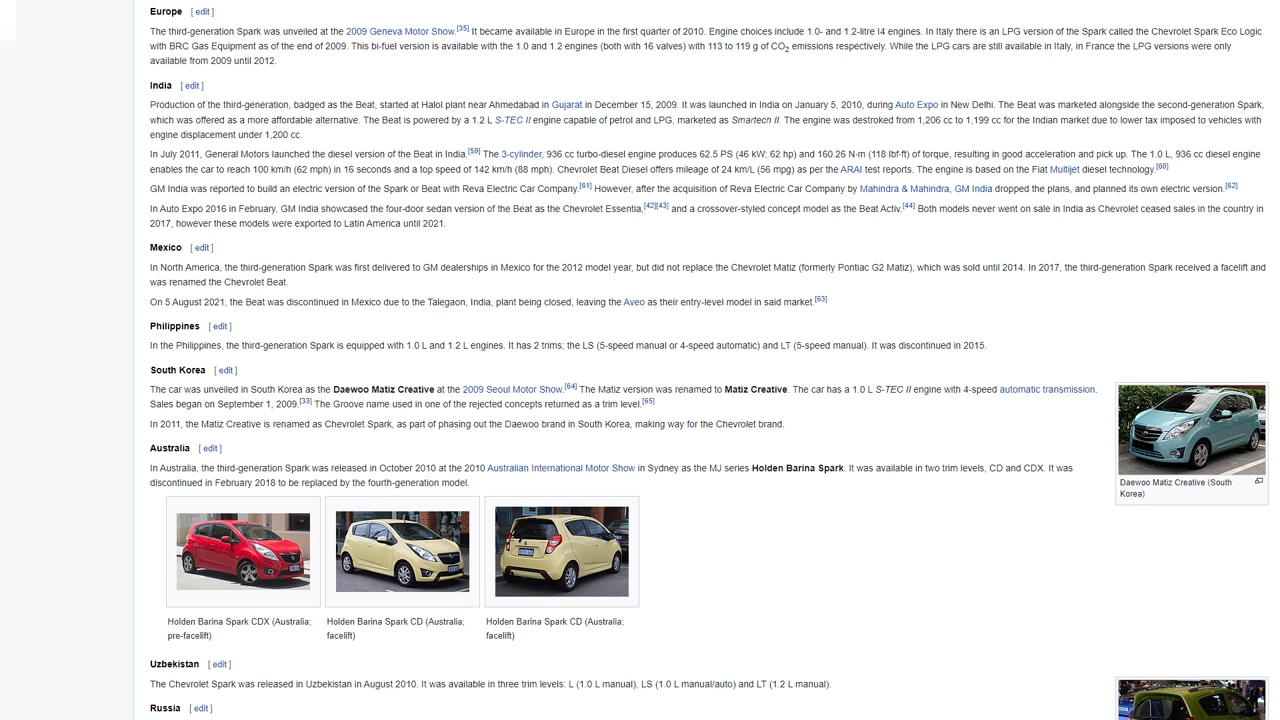 Europe [ edit ]
The third-generation Spark was unveiled at the 2009 Geneva Motor Show.[35] It became available in Europe in the first quarter of 2010. Engine choices include 1.0- and 1.2-litre I4 engines. In Italy there is an LPG version of the Spark called the Chevrolet Spark Eco Logic
with BRC Gas Equipment as of the end of 2009. This bi-fuel version is available with the 1.0 and 1.2 engines (both with 16 valves) with 113 to 119 g of CO2 emissions respectively. While the LPG cars are still available in Italy, in France the LPG versions were only
available from 2009 until 2012.
India [ edit ]
Production of the third-generation, badged as the Beat, started at Halol plant near Ahmedabad in Gujarat in December 15, 2009. It was launched in India on January 5, 2010, during Auto Expo in New Delhi. The Beat was marketed alongside the second-generation Spark,
which was offered as a more affordable alternative. The Beat is powered by a 1.2 L S-TEC II engine capable of petrol and LPG, marketed as Smartech II. The engine was destroked from 1,206 cc to 1,199 cc for the Indian market due to lower tax imposed to vehicles with
engine displacement under 1,200 cc.
In July 2011, General Motors launched the diesel version of the Beat in India.[59] The 3-cylinder, 936 cc turbo-diesel engine produces 62.5 PS (46 kW; 62 hp) and 160.26 N·m (118 lbf·ft) of torque, resulting in good acceleration and pick up. The 1.0 L, 936 cc diesel engine
enables the car to reach 100 km/h (62 mph) in 16 seconds and a top speed of 142 km/h (88 mph). Chevrolet Beat Diesel offers mileage of 24 km/L (56 mpg) as per the ARAI test reports. The engine is based on the Fiat Multijet diesel technology.[60]
GM India was reported to build an electric version of the Spark or Beat with Reva Electric Car Company.[61] However, after the acquisition of Reva Electric Car Company by Mahindra & Mahindra, GM India dropped the plans, and planned its own electric version.[62]
In Auto Expo 2016 in February, GM India showcased the four-door sedan version of the Beat as the Chevrolet Essentia,[42][43] and a crossover-styled concept model as the Beat Activ.[44] Both models never went on sale in India as Chevrolet ceased sales in the country in
2017, however these models were exported to Latin America until 2021.
Mexico [ edit ]
In North America, the third-generation Spark was first delivered to GM dealerships in Mexico for the 2012 model year, but did not replace the Chevrolet Matiz (formerly Pontiac G2 Matiz), which was sold until 2014. In 2017, the third-generation Spark received a facelift and
was renamed the Chevrolet Beat.
On 5 August 2021, the Beat was discontinued in Mexico due to the Talegaon, India, plant being closed, leaving the Aveo as their entry-level model in said market.[63]
Philippines [ edit ]
In the Philippines, the third-generation Spark is equipped with 1.0 L and 1.2 L engines. It has 2 trims; the LS (5-speed manual or 4-speed automatic) and LT (5-speed manual). It was discontinued in 2015.
South Korea [ edit ]
The car was unveiled in South Korea as the Daewoo Matiz Creative at the 2009 Seoul Motor Show.[64] The Matiz version was renamed to Matiz Creative. The car has a 1.0 L S-TEC II engine with 4-speed automatic transmission.
Sales began on September 1, 2009.[33] The Groove name used in one of the rejected concepts returned as a trim level.[65]
In 2011, the Matiz Creative is renamed as Chevrolet Spark, as part of phasing out the Daewoo brand in South Korea, making way for the Chevrolet brand.
Daewoo Matiz Creative (South
Korea)
Australia [ edit ]
In Australia, the third-generation Spark was released in October 2010 at the 2010 Australian International Motor Show in Sydney as the MJ series Holden Barina Spark. It was available in two trim levels, CD and CDX. It was
discontinued in February 2018 to be replaced by the fourth-generation model.
Holden Barina Spark CDX (Australia;
pre-facelift)
Holden Barina Spark CD (Australia;
facelift)
Holden Barina Spark CD (Australia;
facelift)
Uzbekistan [ edit ]
The Chevrolet Spark was released in Uzbekistan in August 2010. It was available in three trim levels: L (1.0 L manual), LS (1.0 L manual/auto) and LT (1.2 L manual).
Russia [ edit ]